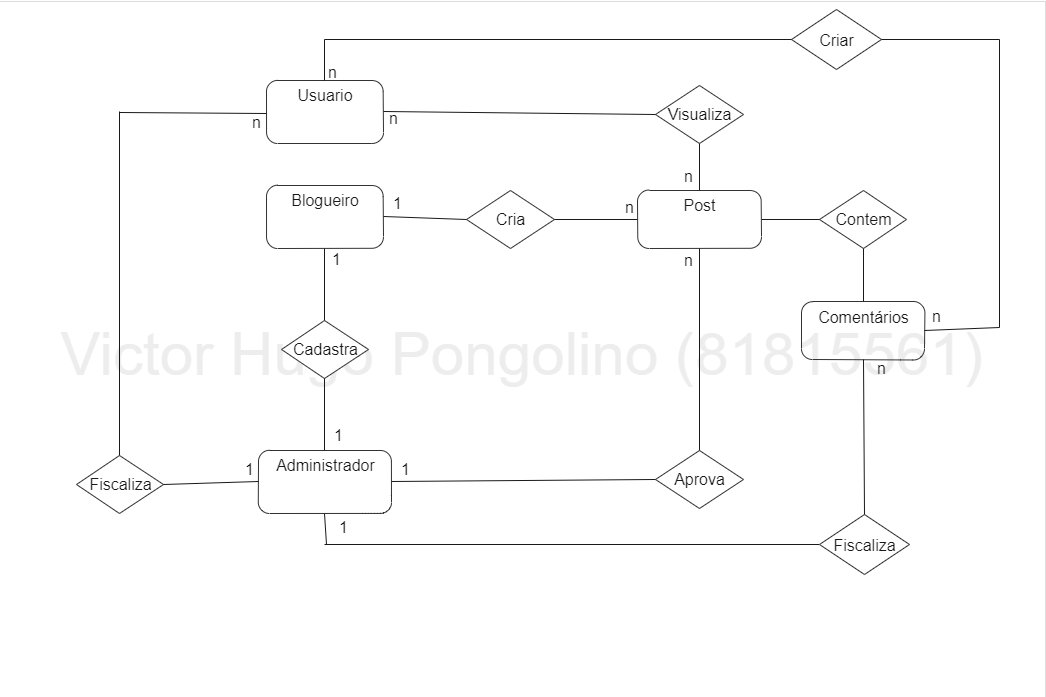 Criar
n
Usuario
n
n
Visualiza
n
Blogueiro
1
Cria
n
Post
Contem
1
n
Comentários
n
Cadastra
Victor Hugo Pongolino (81815561)
n
1
Administrador
1
1
Fiscaliza
Aprova
1
Fiscaliza